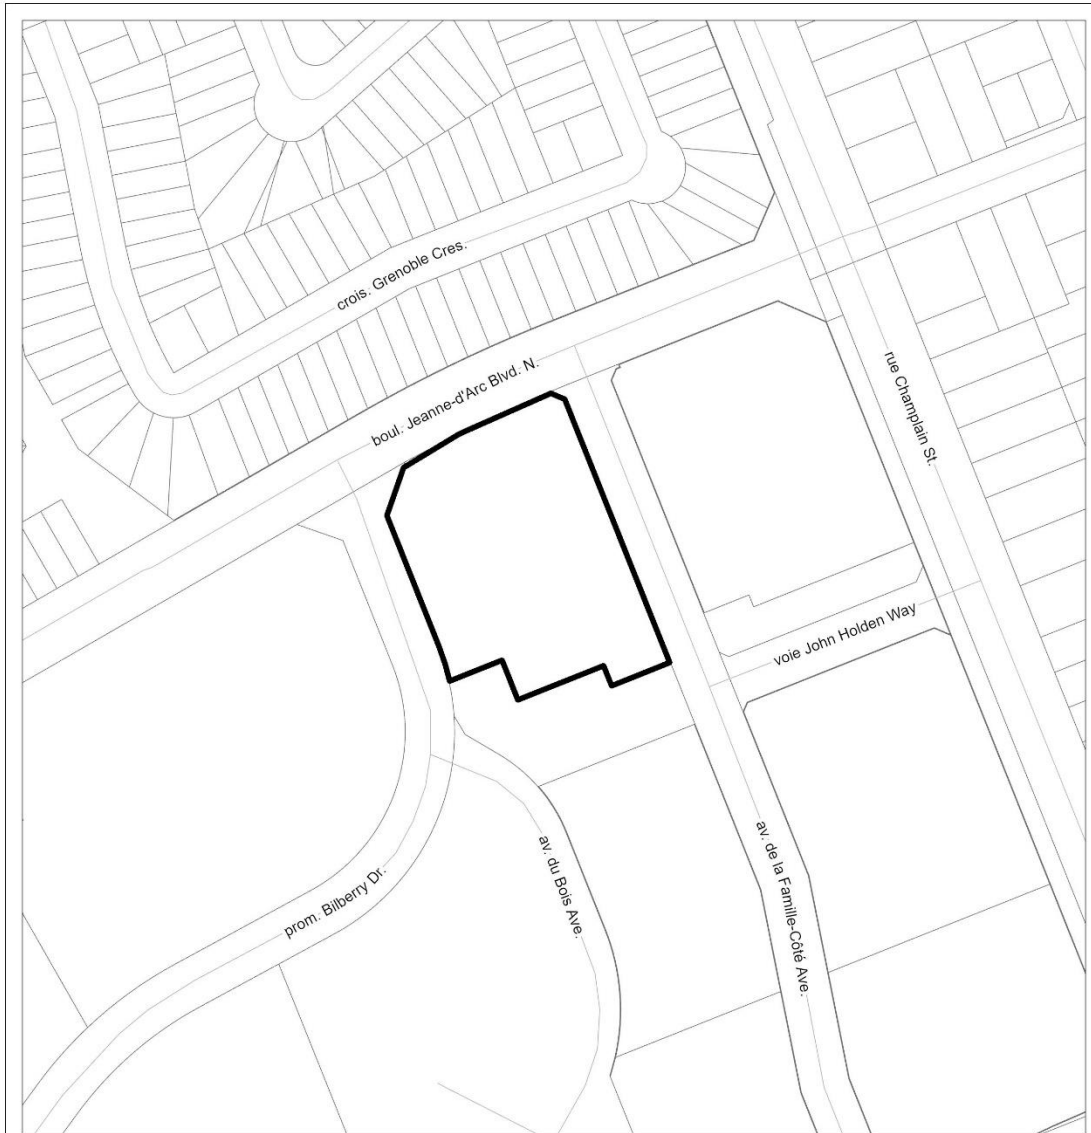 crois. Grenoble Cres.
boul. Jeanne-d'Arc Blvd. N.
rue Champlain St.
voie John Holden Way
av. de la Famille-Côté Ave.
av. du Bois Ave.
prom. Bilberry Dr.